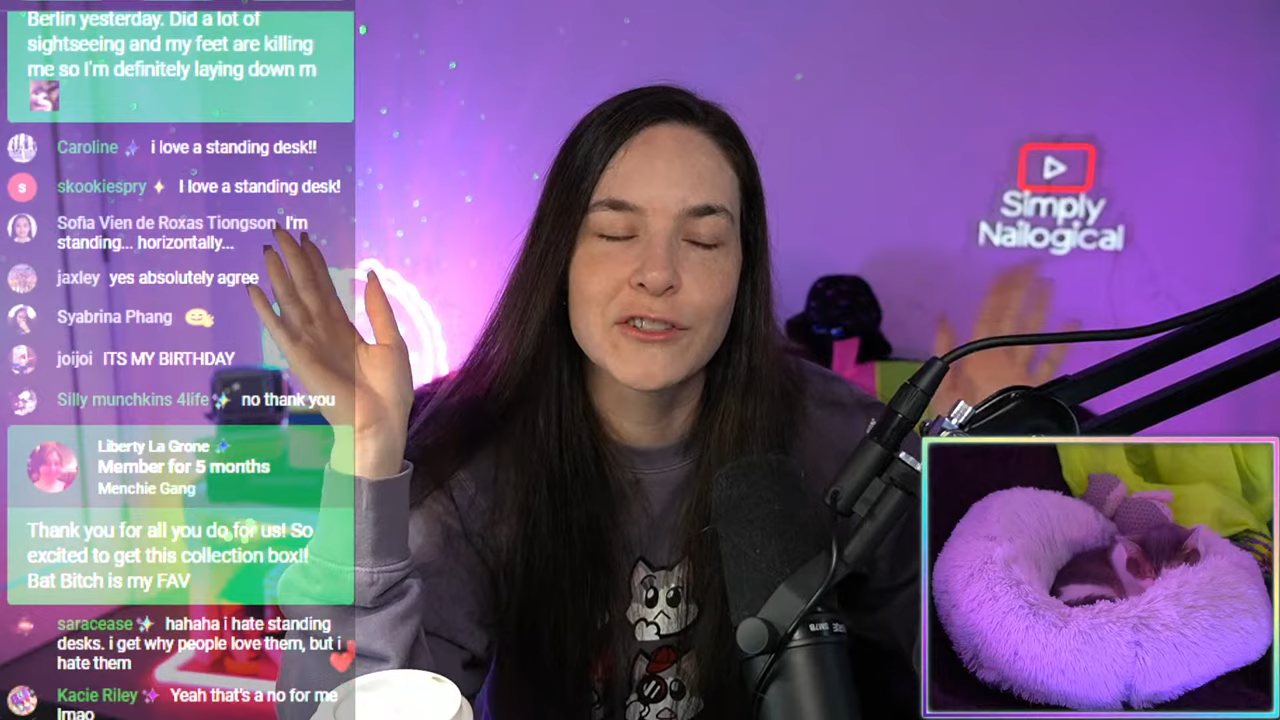 Berlin yesterday. Did a lot of
sightseeing and my feet are killing
me so I'm definitely laying down rn
Caroline i love a standing desk!!
skookiespry I love a standing desk!
Sofia Vien de Roxas Tiongson I'm
standing... horizontally...
jaxley yes absolutely agree
Syabrina Phang
joijoi ITS MY BIRTHDAY
Silly munchkins 4life no thank you
Liberty La Grone
Member for 5 months
Menchie Gang
Thank you for all you do for us! So
excited to get this collection box!!
Bat Bitch is my FAV
saracease hahaha i hate standing
desks. i get why people love them, but i
hate them
Kacie Riley Yeah that's a no for me
lmao
S
Simply
Nailogical
SM7B